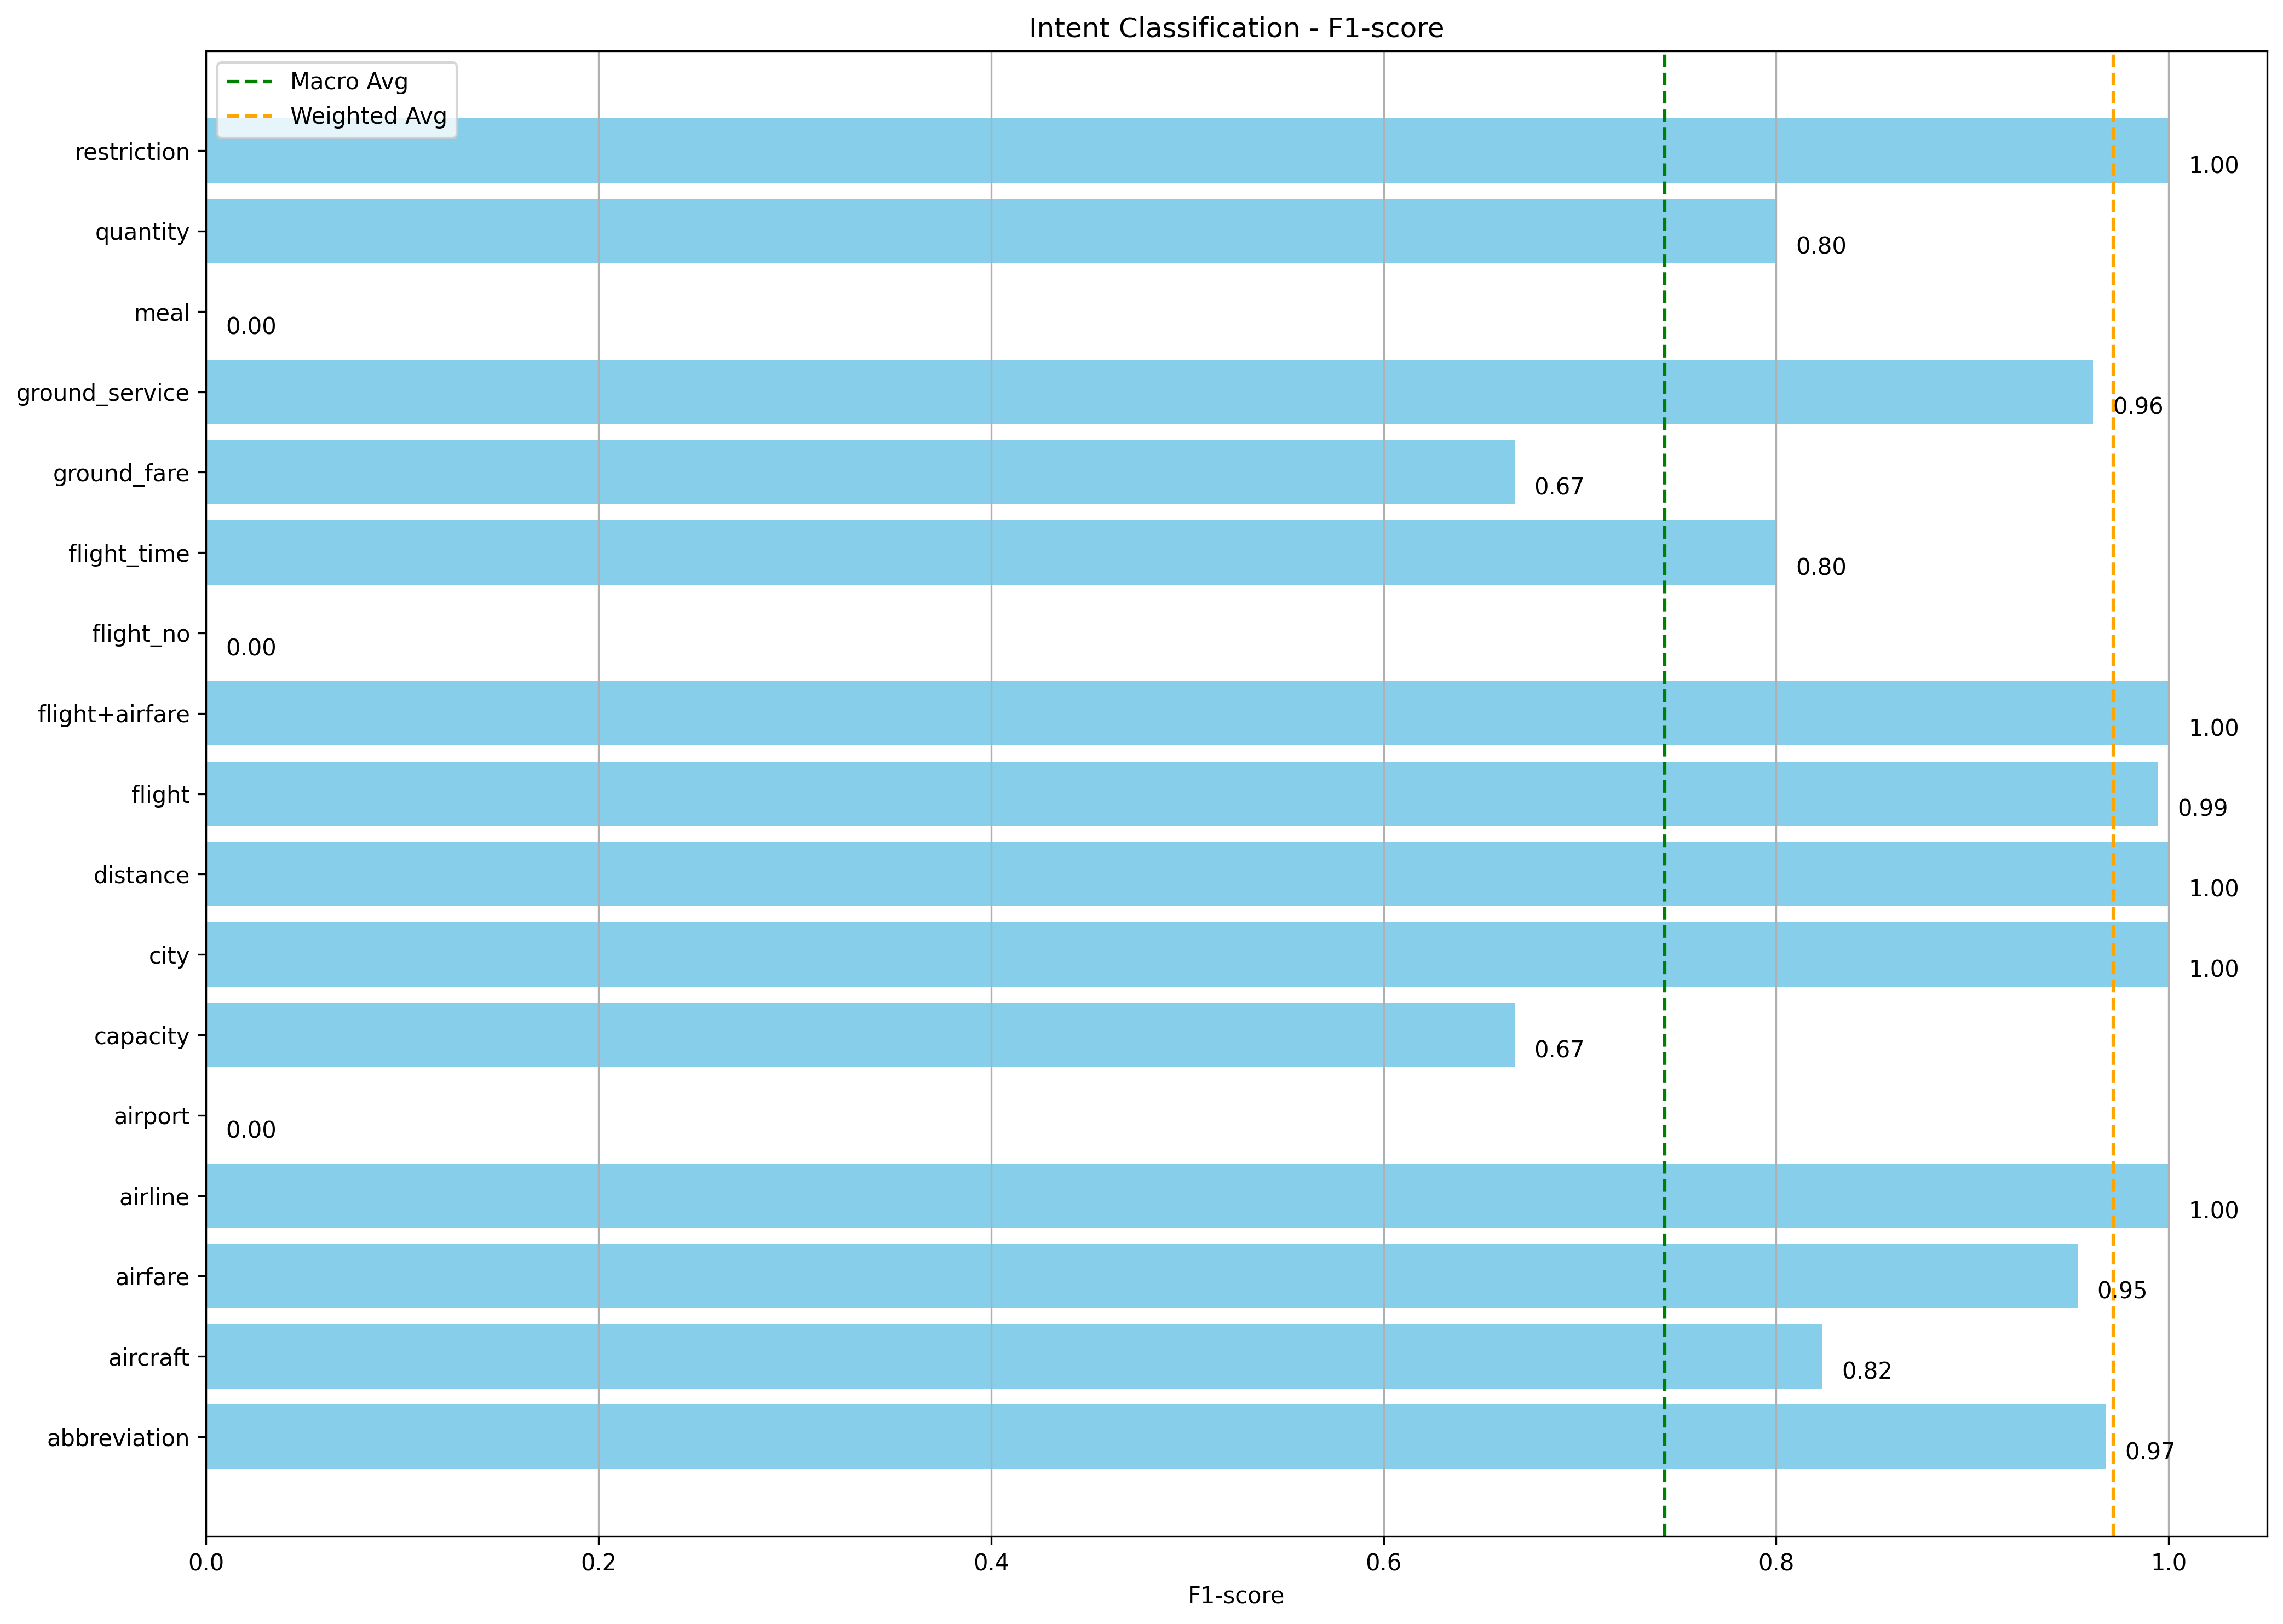 Intent Classification - F1-score
Macro Avg
Weighted Avg
restriction
1.00
quantity
0.80
meal
0.00
ground_service
0.96
ground_fare
0.67
flight_time
0.80
flight_no
0.00
flight+airfare
1.00
flight
0.99
distance
1.00
city
1.00
capacity
0.67
airport
0.00
airline
1.00
airfare
0.95
aircraft
0.82
abbreviation
0.97
0.0 0.2 0.4 0.6 0.8 1.0
F1-score